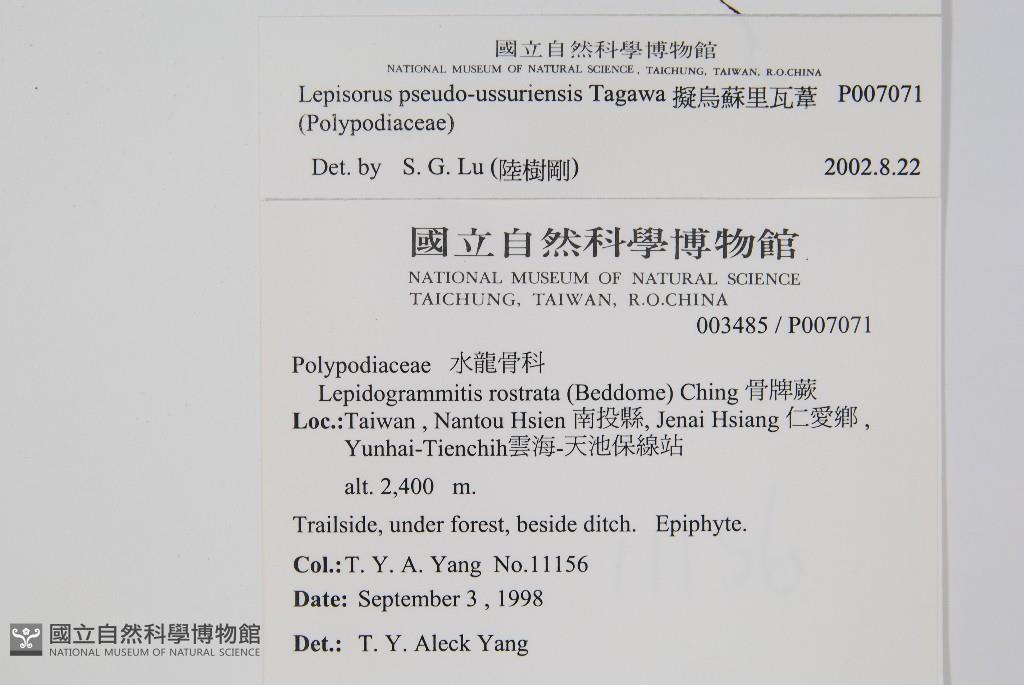 國立自然科學博物館
NATIONAL MUSEUM OF NATURAL SCIENCE, TAICHUNG, TAIWAN, R.O.CHINA
Lepisorus pseudo-ussuriensis Tagawa 擬烏蘇里瓦葦 P007071
(Polypodiaceae)
Det. by S. G. Lu (陸樹剛) 2002.8.22
國立自然科學博物館
NATIONAL MUSEUM OF NATURAL SCIENCE
TAICHUNG, TAIWAN, R.O.CHINA
003485 / P007071
Polypodiaceae 水龍骨科
Lepidogrammitis rostrata (Beddome) Ching 骨牌蕨
Loc.:Taiwan , Nantou Hsien 南投縣, Jenai Hsiang 仁愛鄉 ,
Yunhai-Tienchih雲海-天池保線站
alt. 2,400 m.
Trailside, under forest, beside ditch. Epiphyte.
Col.: T. Y. A. Yang No.11156
Date: September 3 , 1998
Det.: T. Y. Aleck Yang
國立自然科學博物館
NATIONAL MUSEUM OF NATURAL SCIENCE